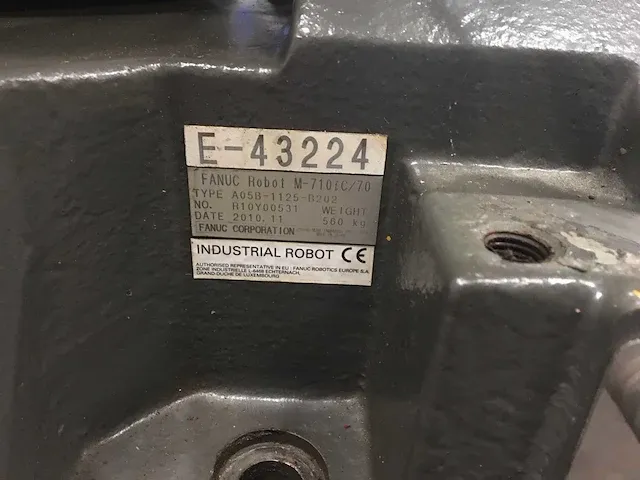 E-43224
FANUC Robot M-710iC/70
TYPE A05B-1125-B202
NO. R10Y00531 WEIGHT
DATE 2010.11 560 kg
FANUC CORPORATION
INDUSTRIAL ROBOT CE
AUTHORISED REPRESENTATIVE IN EU : FANUC ROBOTICS EUROPE S.A.
ZONE INDUSTRIELLE L-6468 ECHTERNACH,
GRAND-DUCHE DE LUXEMBOURG